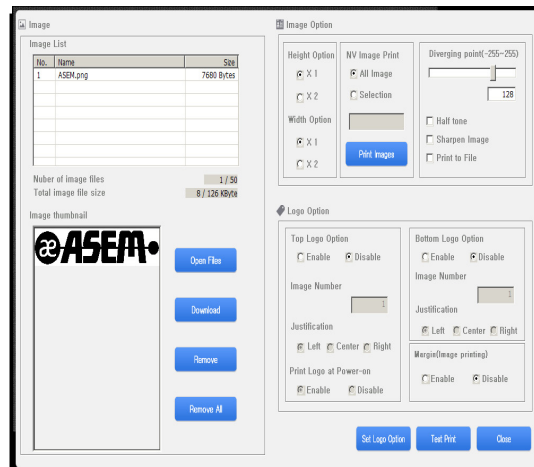 Image
Image List
No. Name Size
1 ASEM.png 7680 Bytes
Nuber of image files 1 / 50
Total image file size 8 / 126 KByte
Image thumbnail
æ ASEM
Open Files
Download
Remove
Remove All
Image Option
Height Option
X 1
X 2
Width Option
X 1
X 2
NV Image Print
All Image
Selection
Print Images
Diverging point(-255~255)
128
Half tone
Sharpen Image
Print to File
Logo Option
Top Logo Option
Enable Disable
Image Number
1
Justification
Left Center Right
Print Logo at Power-on
Enable Disable
Bottom Logo Option
Enable Disable
Image Number
1
Justification
Left Center Right
Margin(Image printing)
Enable Disable
Set Logo Option
Test Print
Close